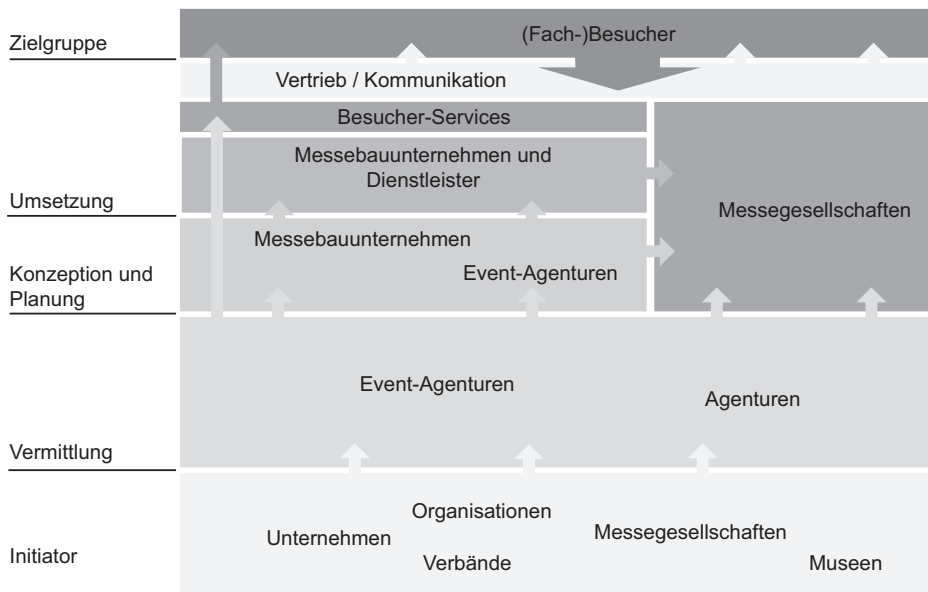 (Fach-)Besucher
Zielgruppe
Vertrieb / Kommunikation
Besucher-Services
Messebauunternehmen und
Dienstleister
Umsetzung
Messegesellschaften
Messebauunternehmen
Event-Agenturen
Konzeption und
Planung
Event-Agenturen
Agenturen
Vermittlung
Organisationen
Unternehmen
Messegesellschaften
Verbände
Museen
Initiator